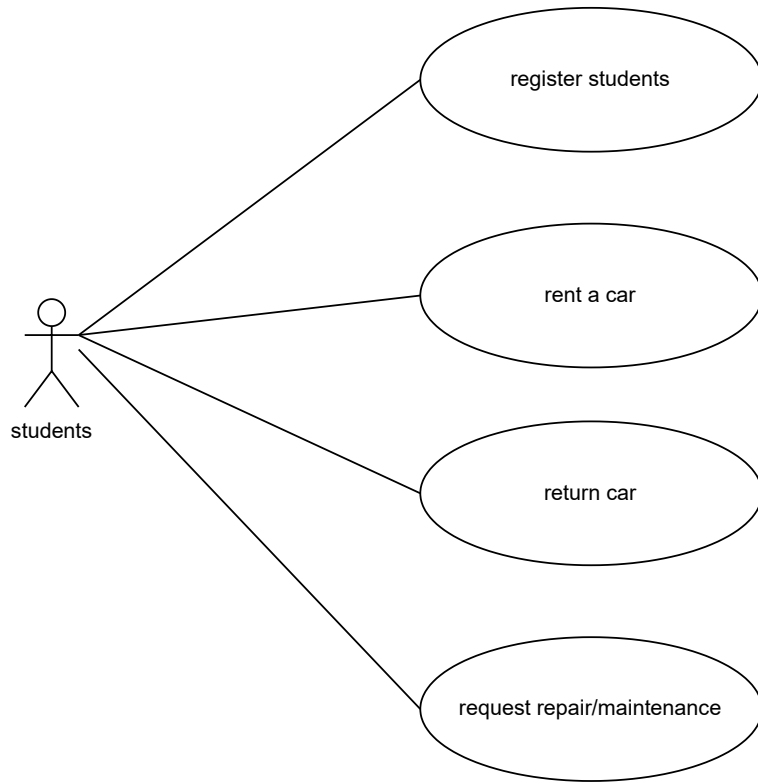 register students
rent a car
students
return car
request repair/maintenance